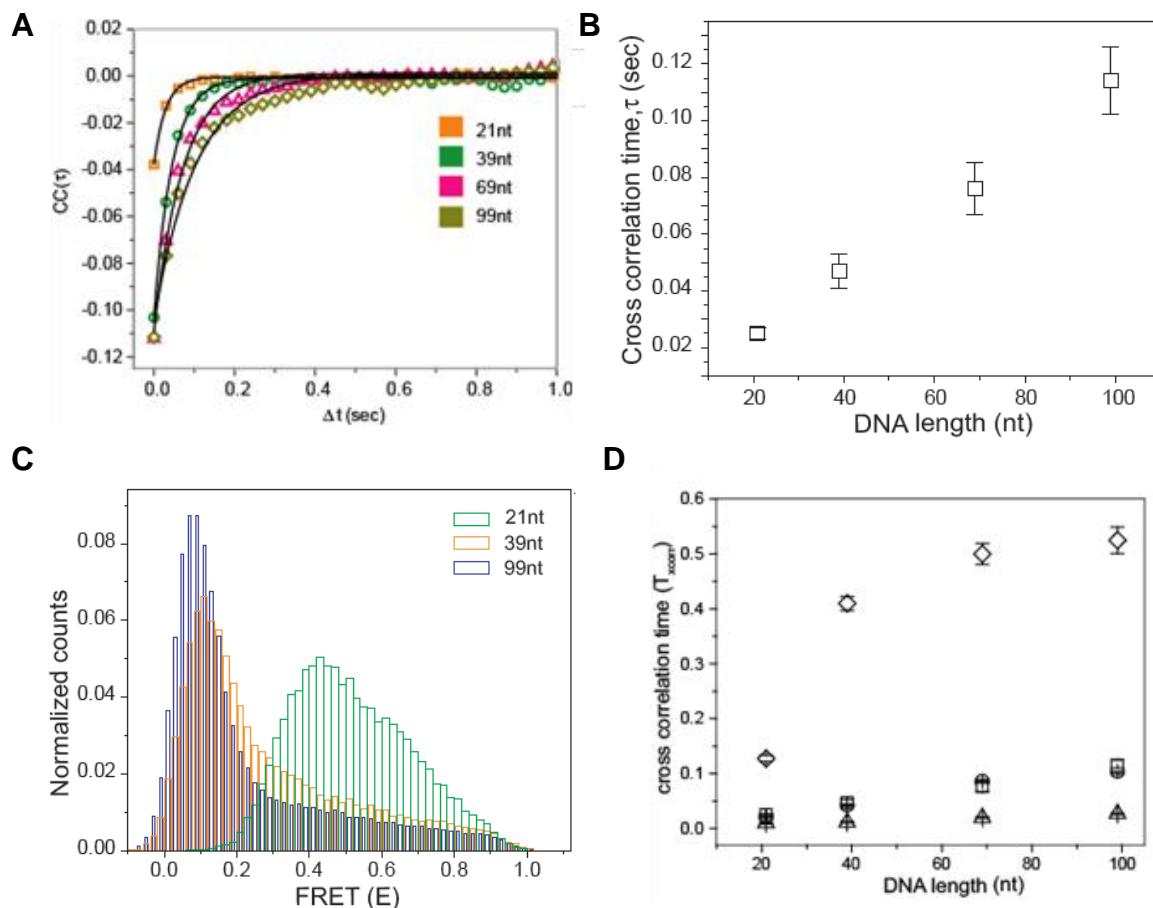 A
CC(τ)
0.02
0.00
-0.02
-0.04
-0.06
-0.08
-0.10
-0.12
21nt
39nt
69nt
99nt
0.0 0.2 0.4 0.6 0.8 1.0
Δt (sec)
B
Cross correlation time,τ (sec)
0.12
0.10
0.08
0.06
0.04
0.02
20 40 60 80 100
DNA length (nt)
C
Normalized counts
0.08
0.06
0.04
0.02
0.00
21nt
39nt
99nt
0.0 0.2 0.4 0.6 0.8 1.0
FRET (E)
D
cross correlation time (Txcorr)
0.6
0.5
0.4
0.3
0.2
0.1
0.0
20 30 40 50 60 70 80 90 100
DNA length (nt)